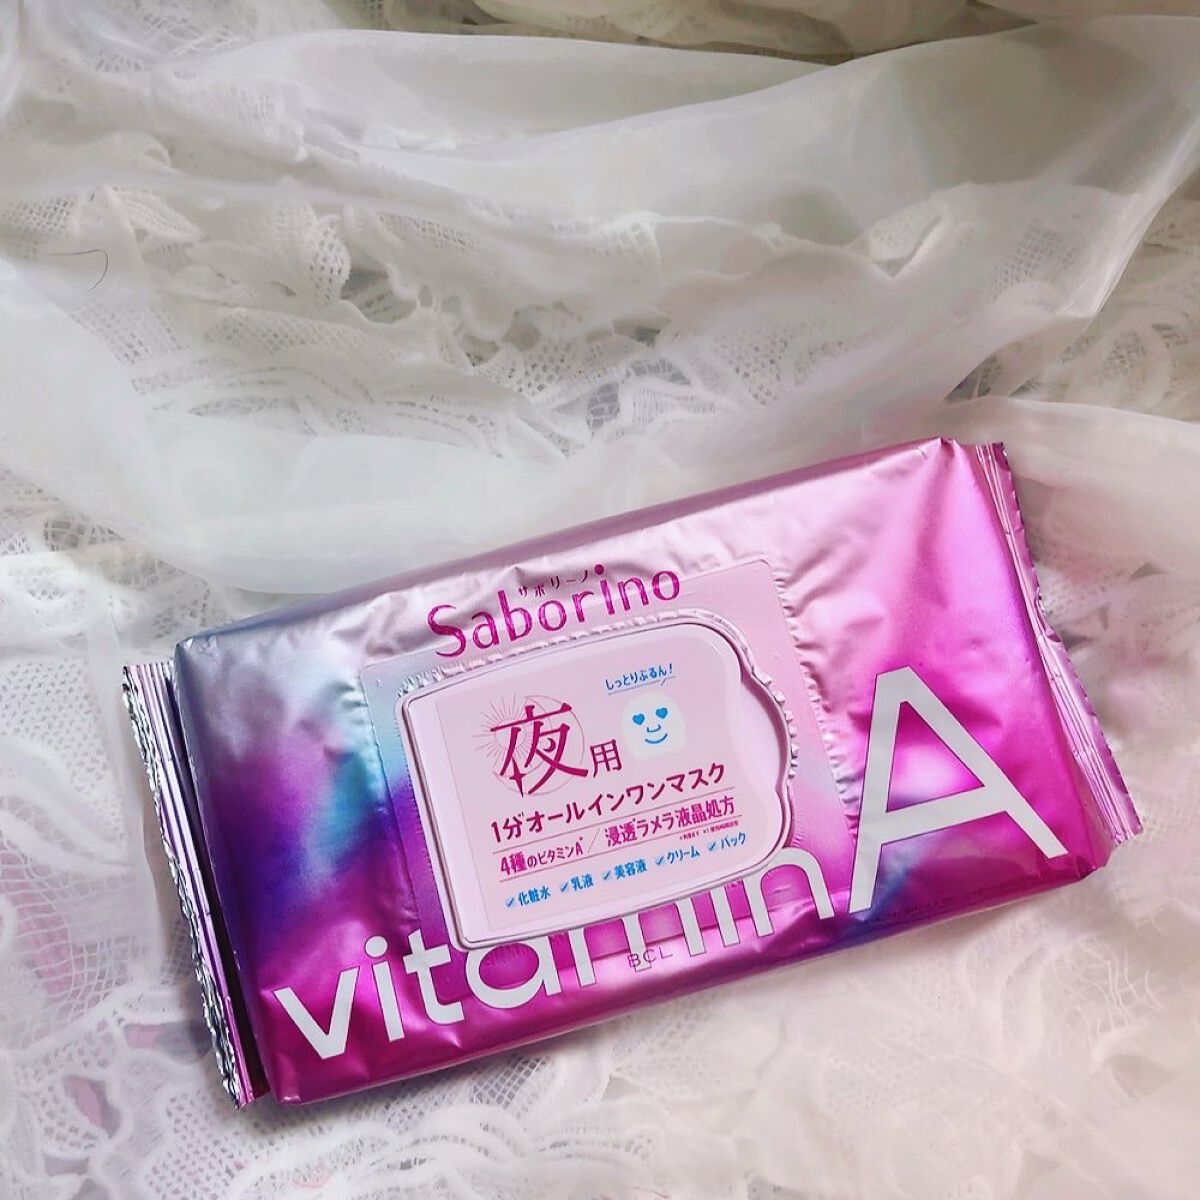 サボリーノ
Saborino
しっとりぷるん!
夜用
1分オールインワンマスク
4種のビタミンA / 浸透ラメラ液晶処方
✓化粧水 ✓乳液 ✓美容液 ✓クリーム ✓パック
vitaminA
BCL